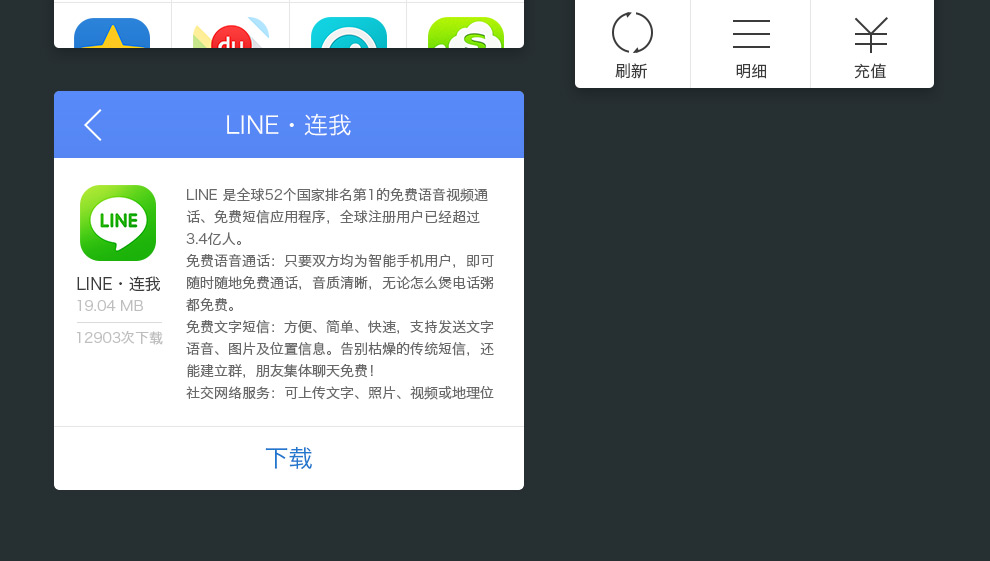 du
S
刷新
明细
充值
LINE·连我
LINE 是全球52个国家排名第1的免费语音视频通
话、免费短信应用程序，全球注册用户已经超过
3.4亿人。
免费语音通话：只要双方均为智能手机用户，即可
随时随地免费通话，音质清晰，无论怎么煲电话粥
都免费。
免费文字短信：方便、简单、快速，支持发送文字
语音、图片及位置信息。告别枯燥的传统短信，还
能建立群，朋友集体聊天免费！
社交网络服务：可上传文字、照片、视频或地理位
LINE
LINE·连我
19.04 MB
12903次下载
下载